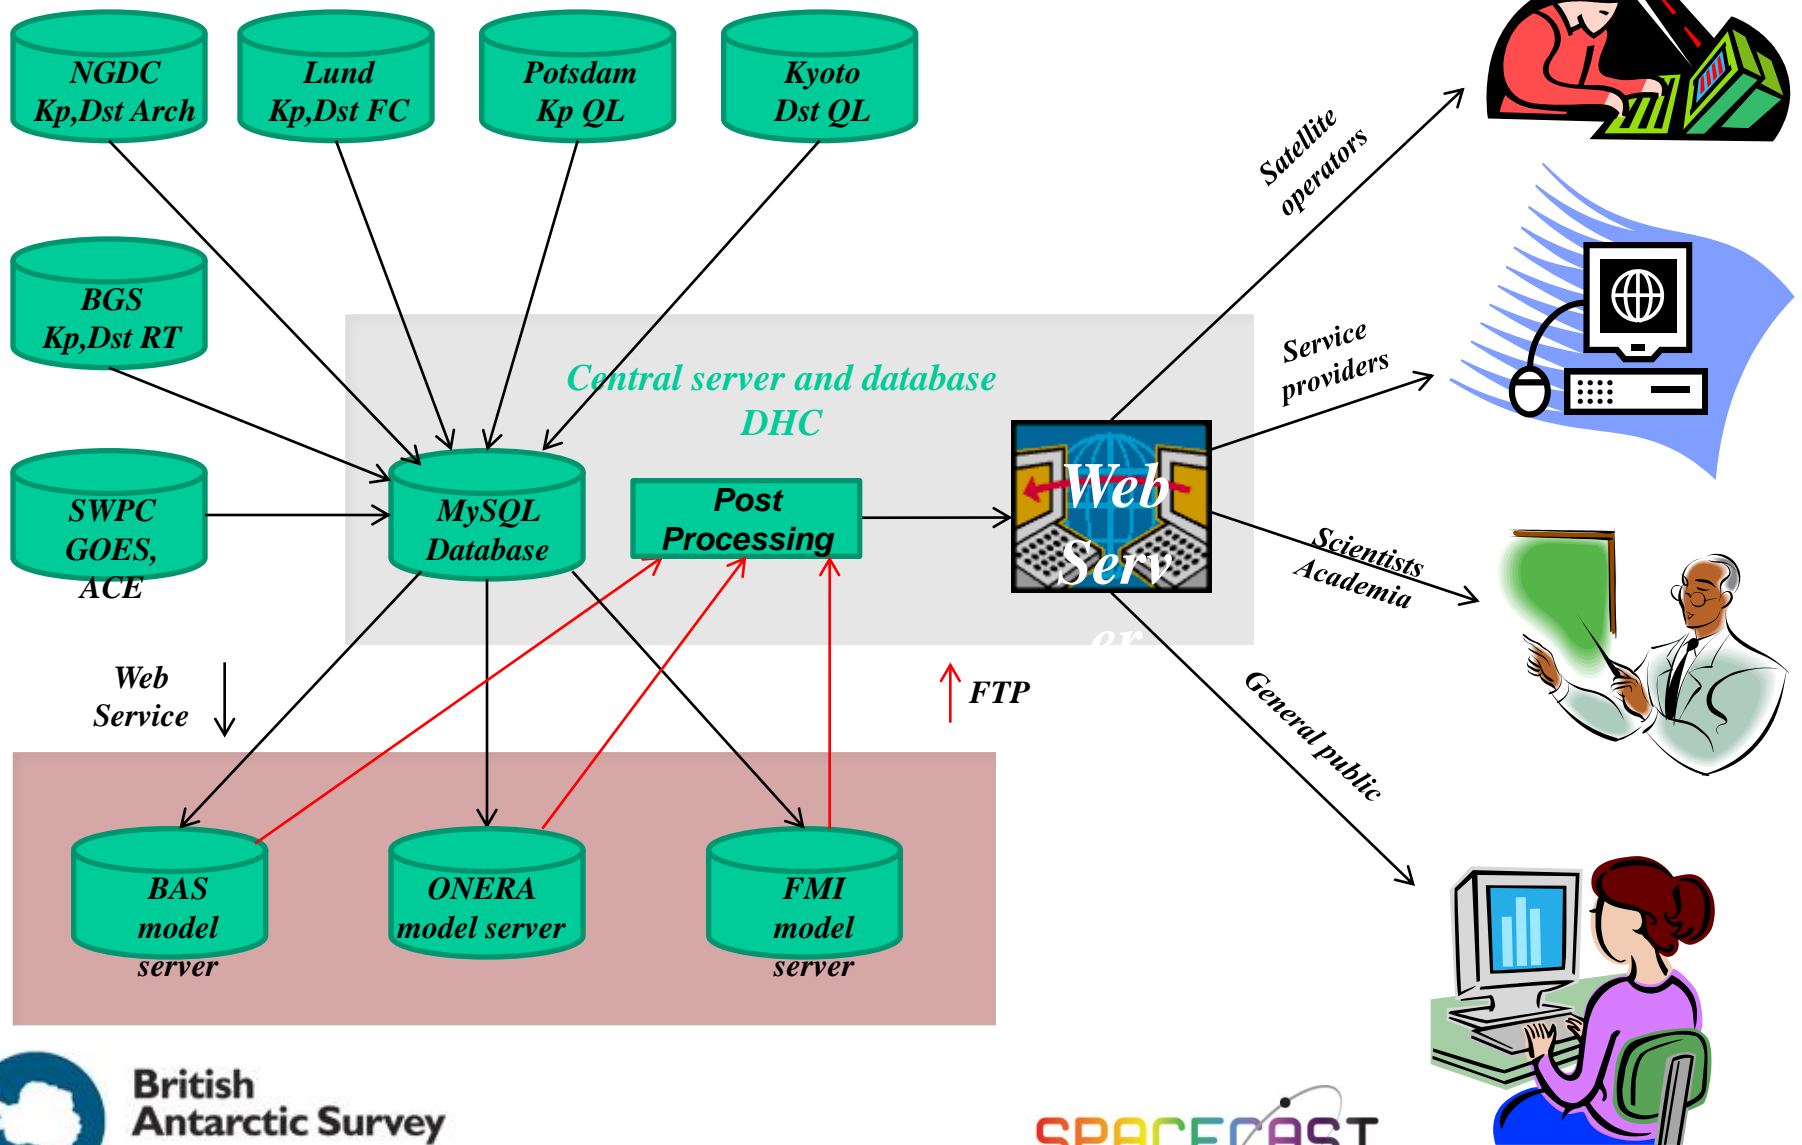 NGDC
Kp,Dst Arch
Lund
Kp,Dst FC
Potsdam
Kp QL
Kyoto
Dst QL
Satellite
operators
BGS
Kp,Dst RT
Service
providers
Central server and database
DHC
SWPC
GOES,
ACE
MySQL
Database
Post
Processing
Web
Serv
er
Scientists
Academia
Web
Service
FTP
General public
BAS
model
server
ONERA
model server
FMI
model
server
British
Antarctic Survey
SPACECAST